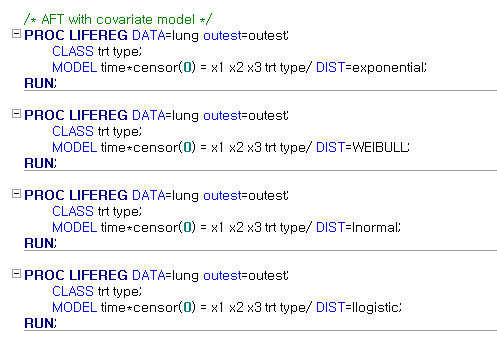 /* AFT with covariate model */
PROC LIFEREG DATA=lung outest=outest;
CLASS trt type;
MODEL time*censor(0) = x1 x2 x3 trt type/ DIST=exponential;
RUN;
PROC LIFEREG DATA=lung outest=outest;
CLASS trt type;
MODEL time*censor(0) = x1 x2 x3 trt type/ DIST=WEIBULL;
RUN;
PROC LIFEREG DATA=lung outest=outest;
CLASS trt type;
MODEL time*censor(0) = x1 x2 x3 trt type/ DIST=lnormal;
RUN;
PROC LIFEREG DATA=lung outest=outest;
CLASS trt type;
MODEL time*censor(0) = x1 x2 x3 trt type/ DIST=llogistic;
RUN;